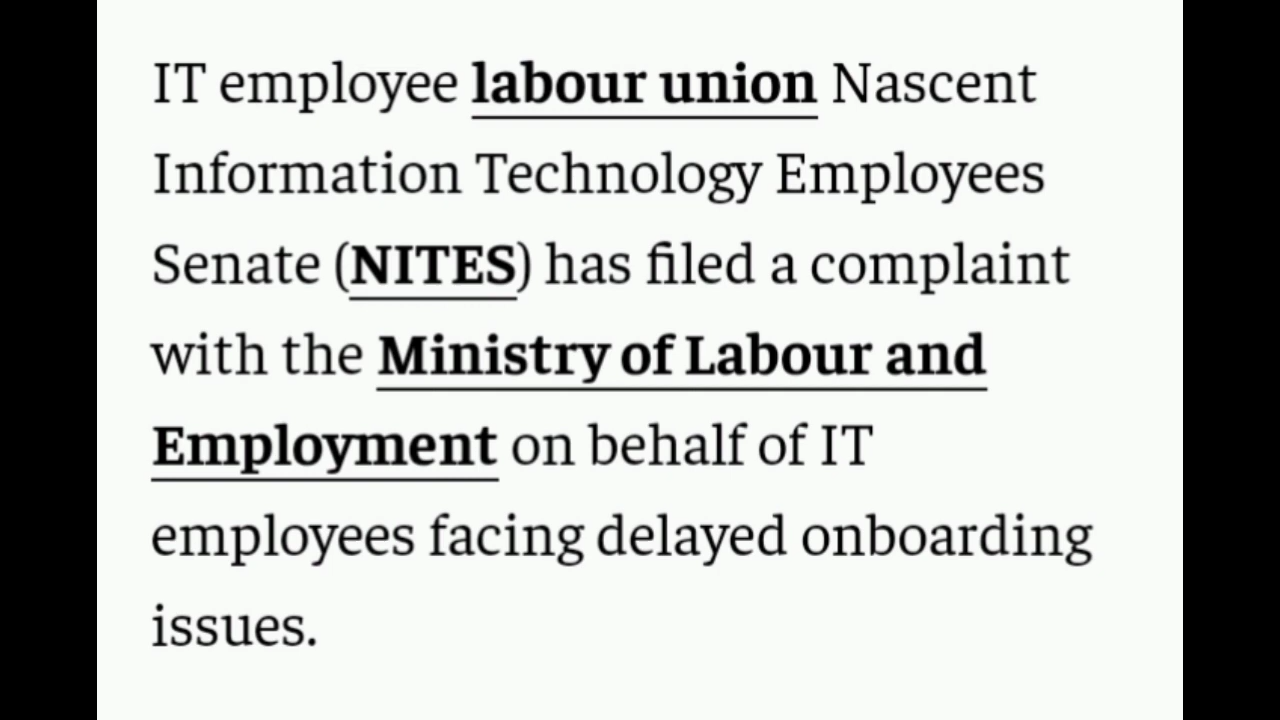 IT employee labour union Nascent
Information Technology Employees
Senate (NITES) has filed a complaint
with the Ministry of Labour and
Employment on behalf of IT
employees facing delayed onboarding
issues.